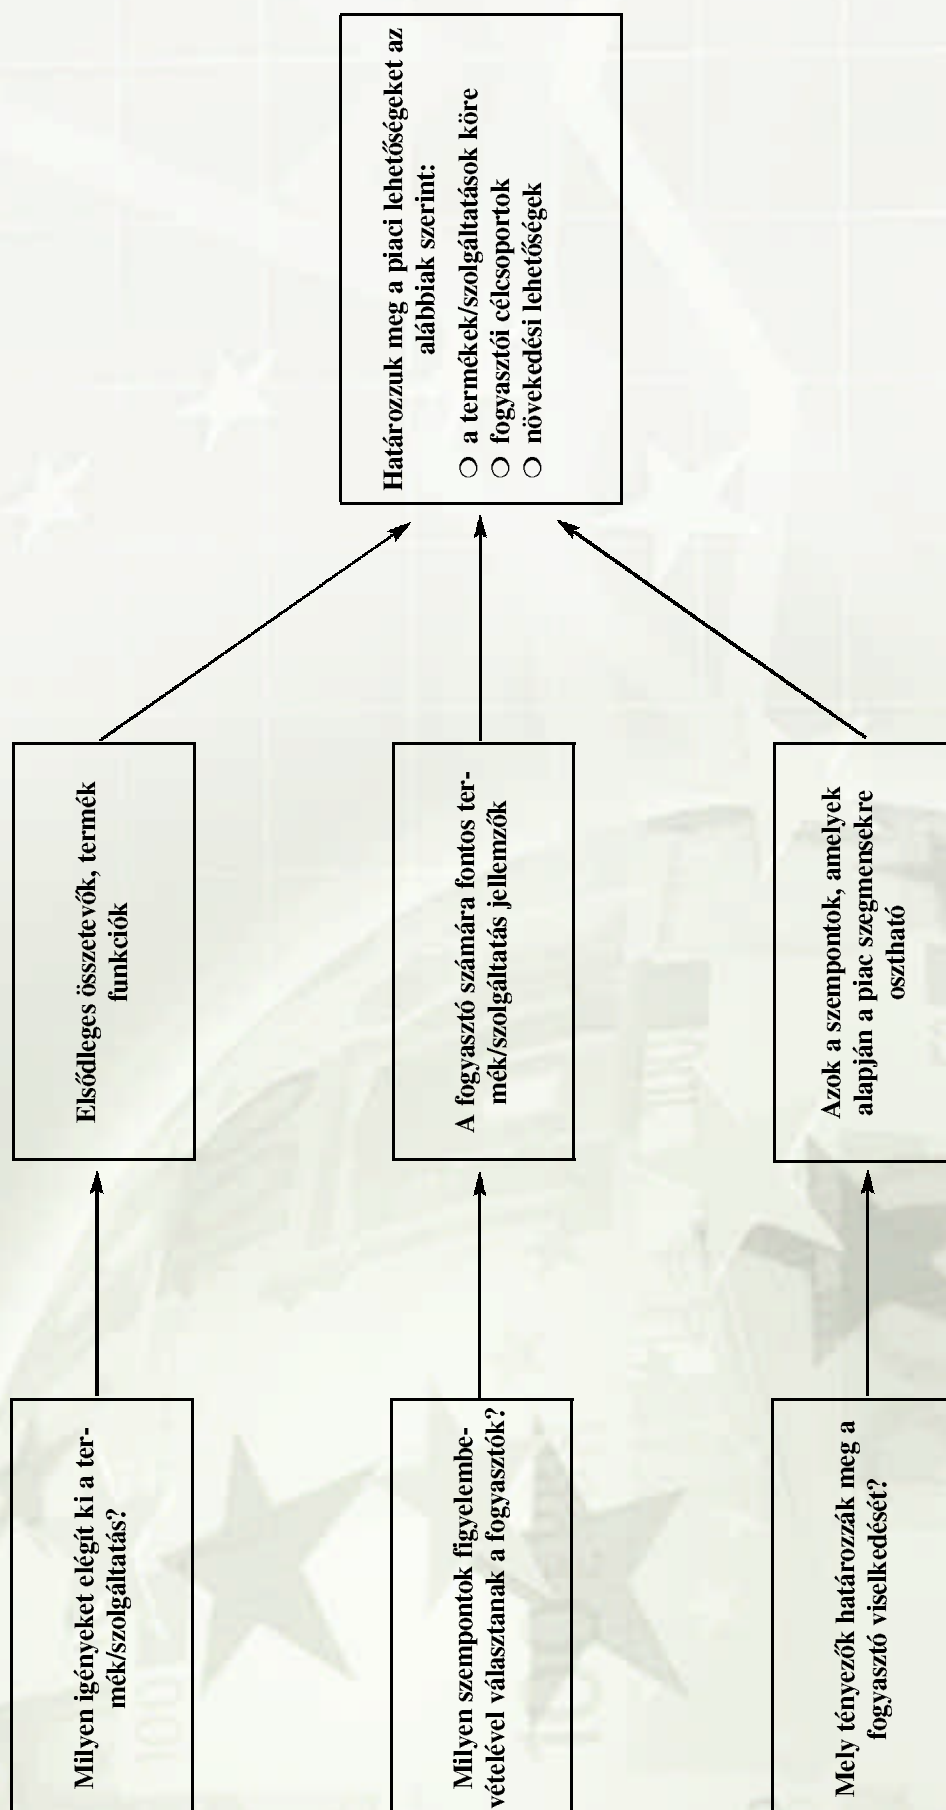 Milyen igényeket elégít ki a ter-
mék/szolgáltatás?
Elsődleges összetevők, termék
funkciók
Milyen szempontok figyelembe-
vételével választanak a fogyasztók?
A fogyasztó számára fontos ter-
mék/szolgáltatás jellemzők
Mely tényezők határozzák meg a
fogyasztó viselkedését?
Azok a szempontok, amelyek
alapján a piac szegmensekre
osztható
Határozzuk meg a piaci lehetőségeket az
alábbiak szerint:
❍ a termékek/szolgáltatások köre
❍ fogyasztói célcsoportok
❍ növekedési lehetőségek